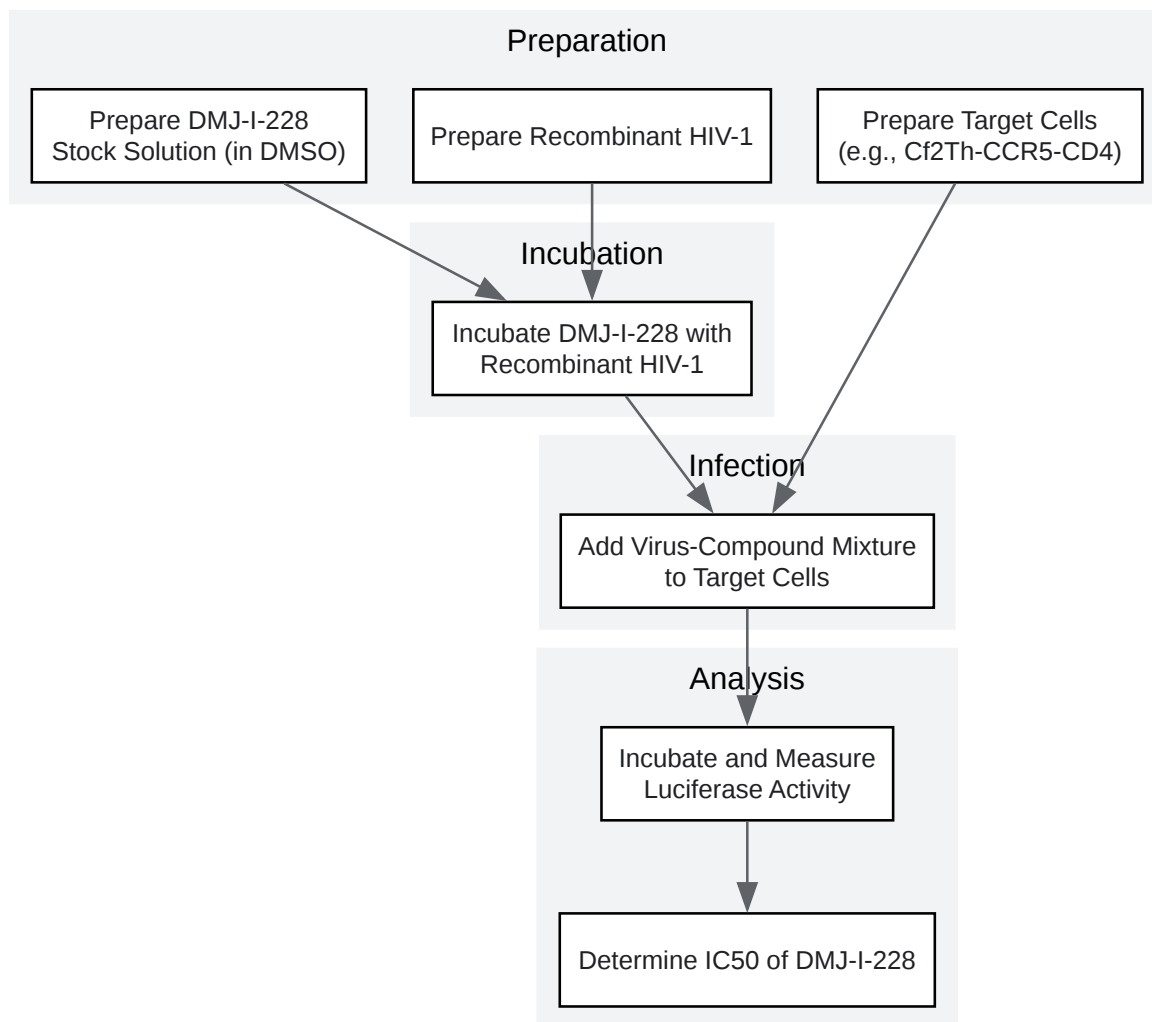 Preparation
Prepare DMJ-I-228
Stock Solution (in DMSO)
Prepare Recombinant HIV-1
Prepare Target Cells
(e.g., Cf2Th-CCR5-CD4)
Incubation
Incubate DMJ-I-228 with
Recombinant HIV-1
Infection
Add Virus-Compound Mixture
to Target Cells
Analysis
Incubate and Measure
Luciferase Activity
Determine IC50 of DMJ-I-228